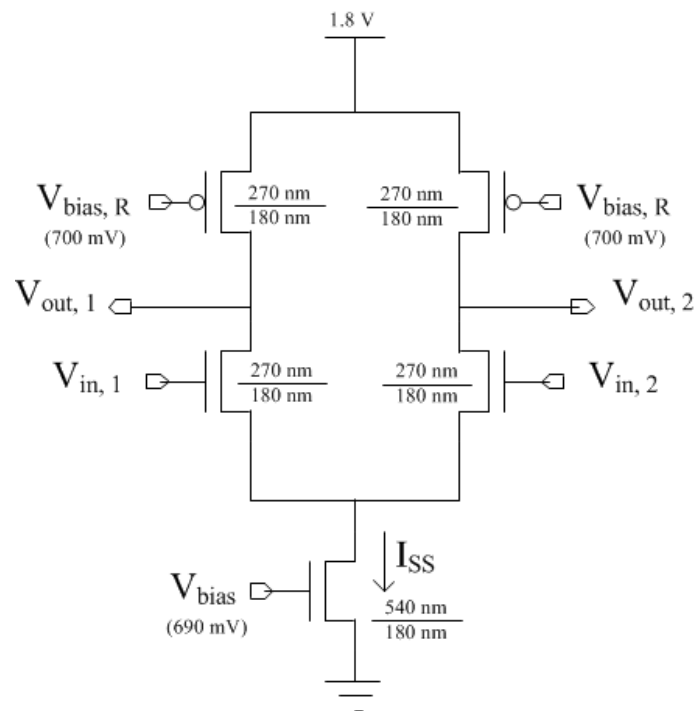 1.8 V
V_bias, R
(700 mV)
270 nm
180 nm
270 nm
180 nm
V_bias, R
(700 mV)
V_out, 1
V_out, 2
V_in, 1
270 nm
180 nm
270 nm
180 nm
V_in, 2
I_SS
V_bias
(690 mV)
540 nm
180 nm